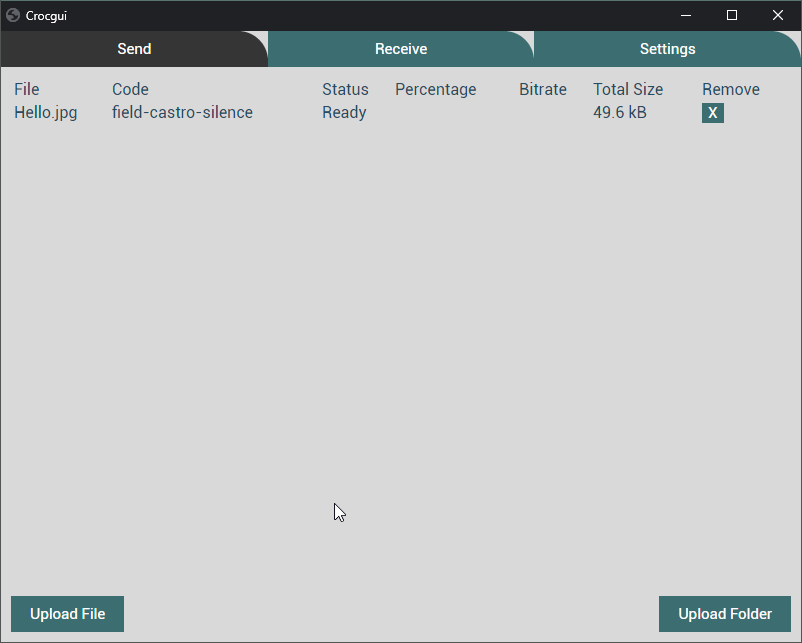 Crocgui
Send Receive Settings
File Code Status Percentage Bitrate Total Size Remove
Hello.jpg field-castro-silence Ready 49.6 kB X
Upload File Upload Folder